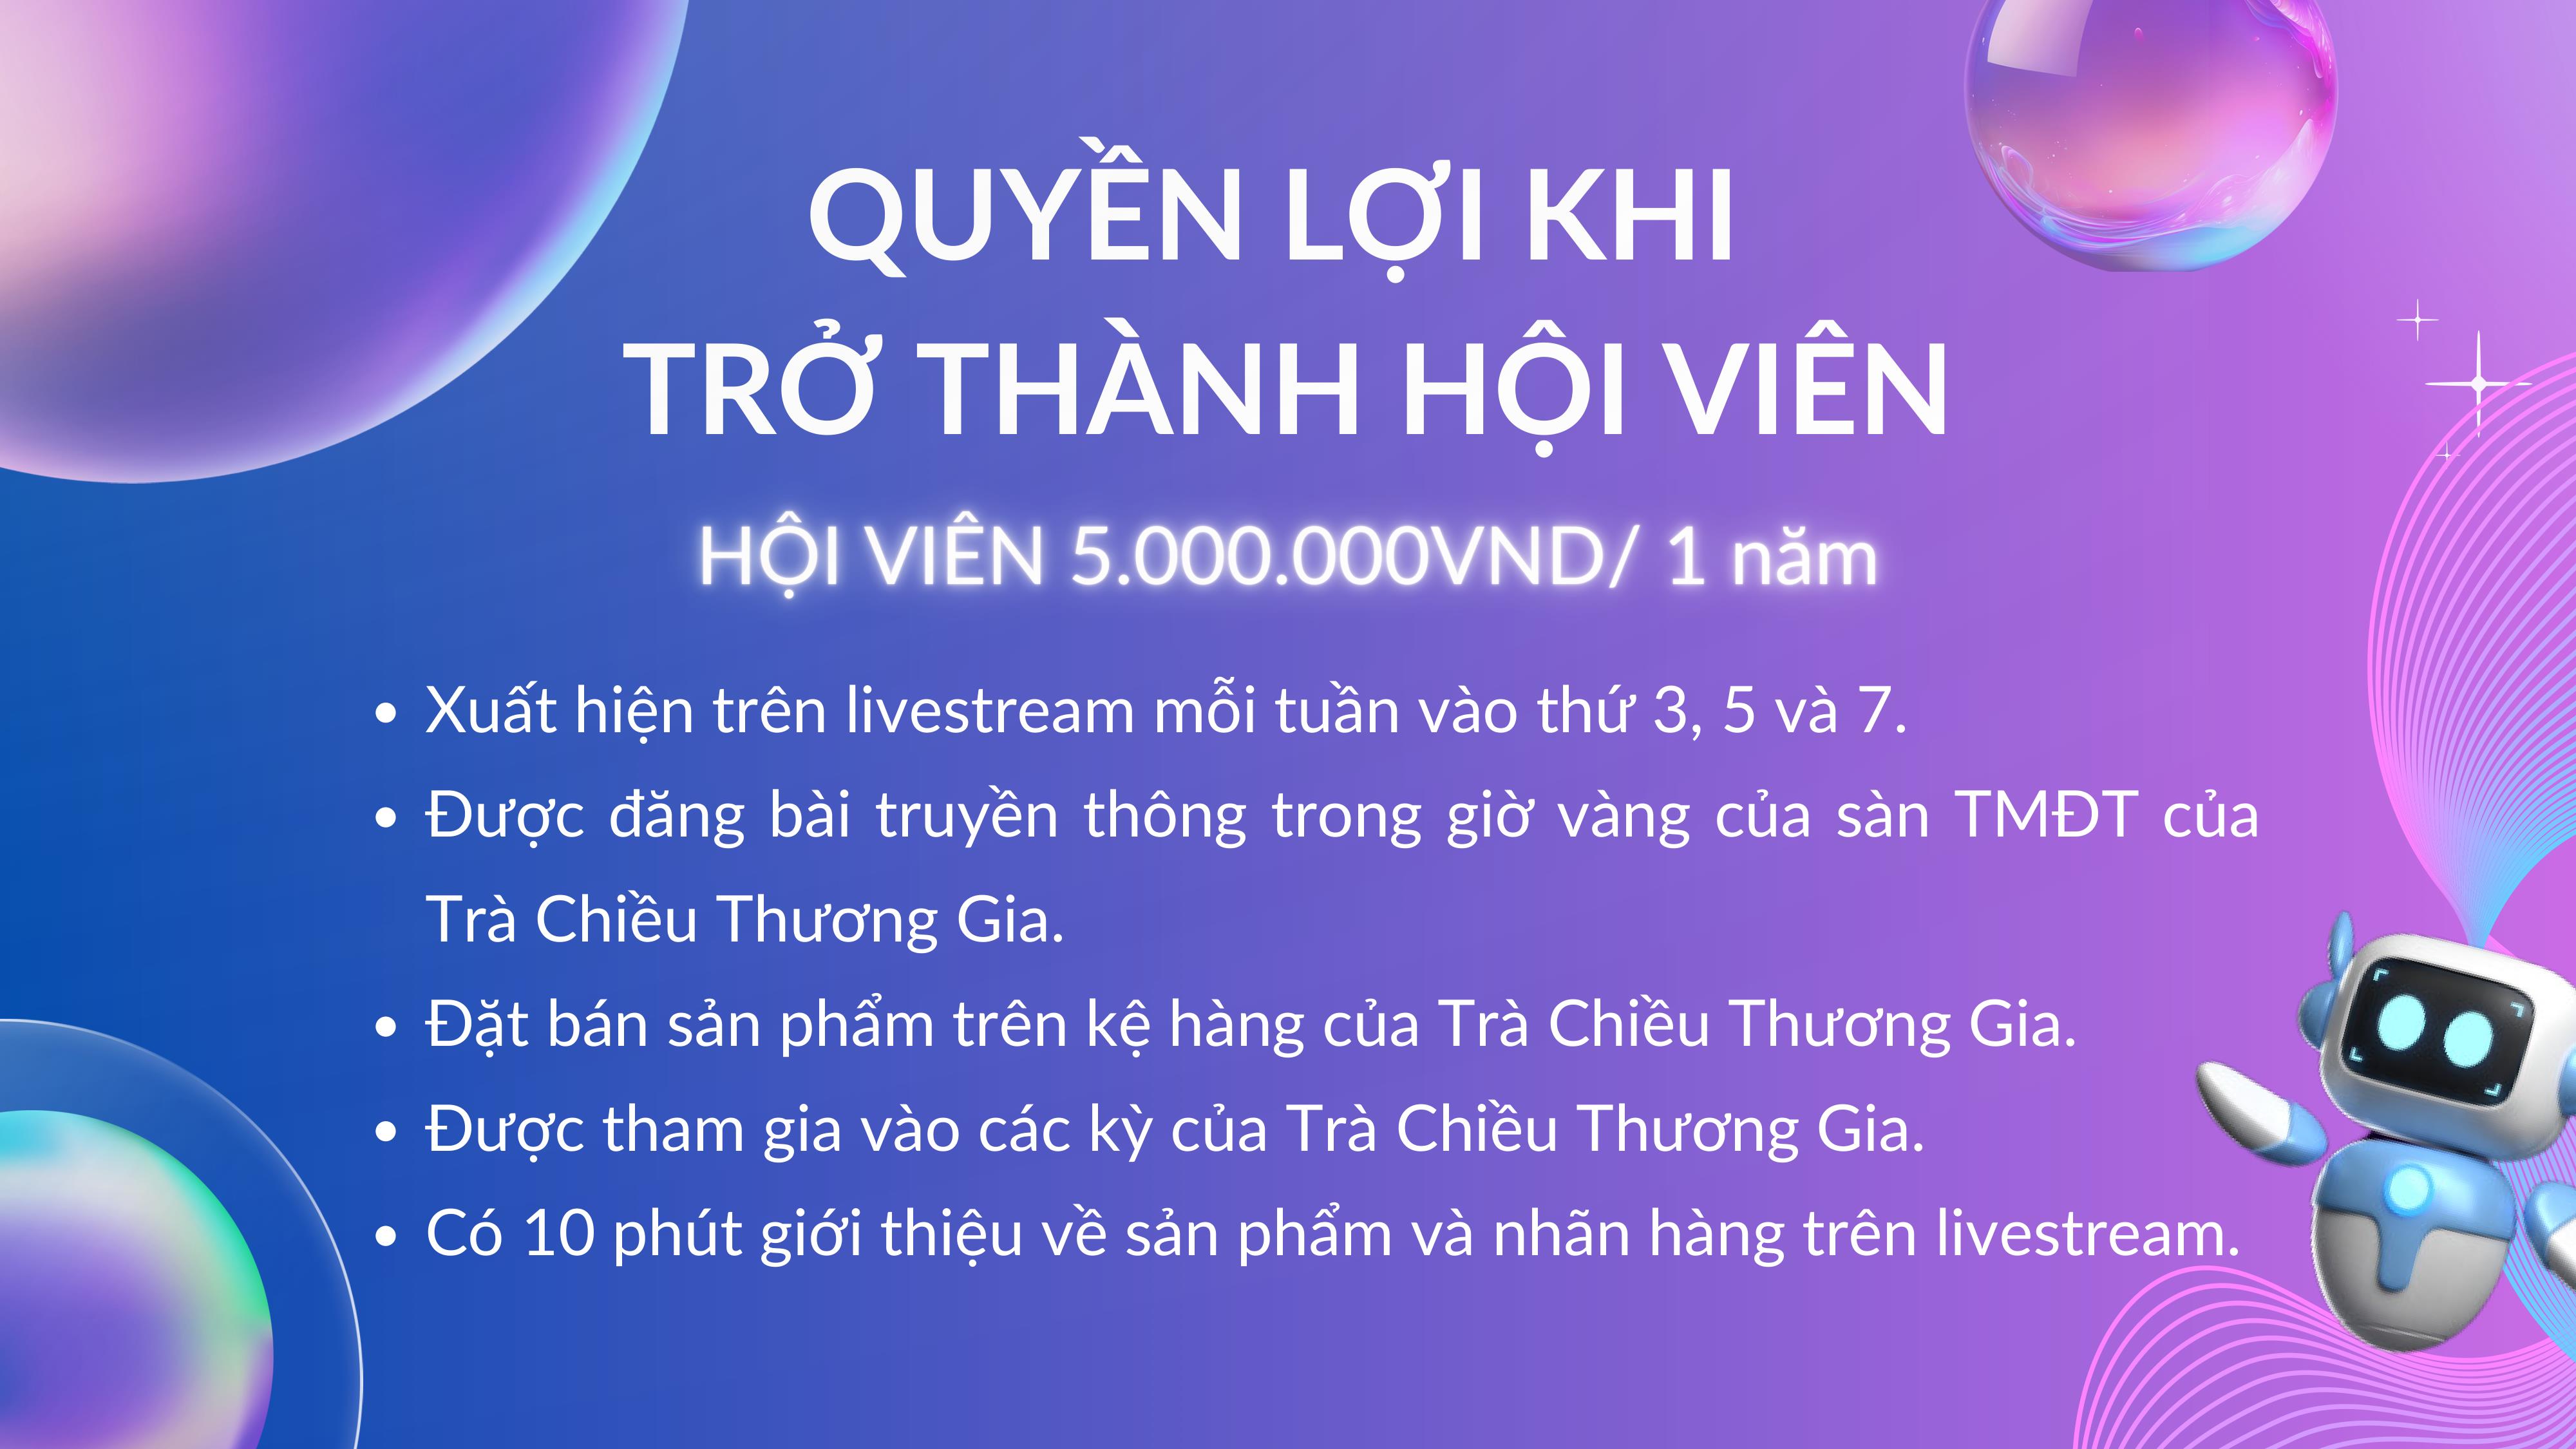 QUYỀN LỢI KHI
TRỞ THÀNH HỘI VIÊN
HỘI VIÊN 5.000.000VND/ 1 năm
• Xuất hiện trên livestream mỗi tuần vào thứ 3, 5 và 7.
• Được đăng bài truyền thông trong giờ vàng của sàn TMĐT của
Trà Chiều Thương Gia.
• Đặt bán sản phẩm trên kệ hàng của Trà Chiều Thương Gia.
• Được tham gia vào các kỳ của Trà Chiều Thương Gia.
• Có 10 phút giới thiệu về sản phẩm và nhãn hàng trên livestream.